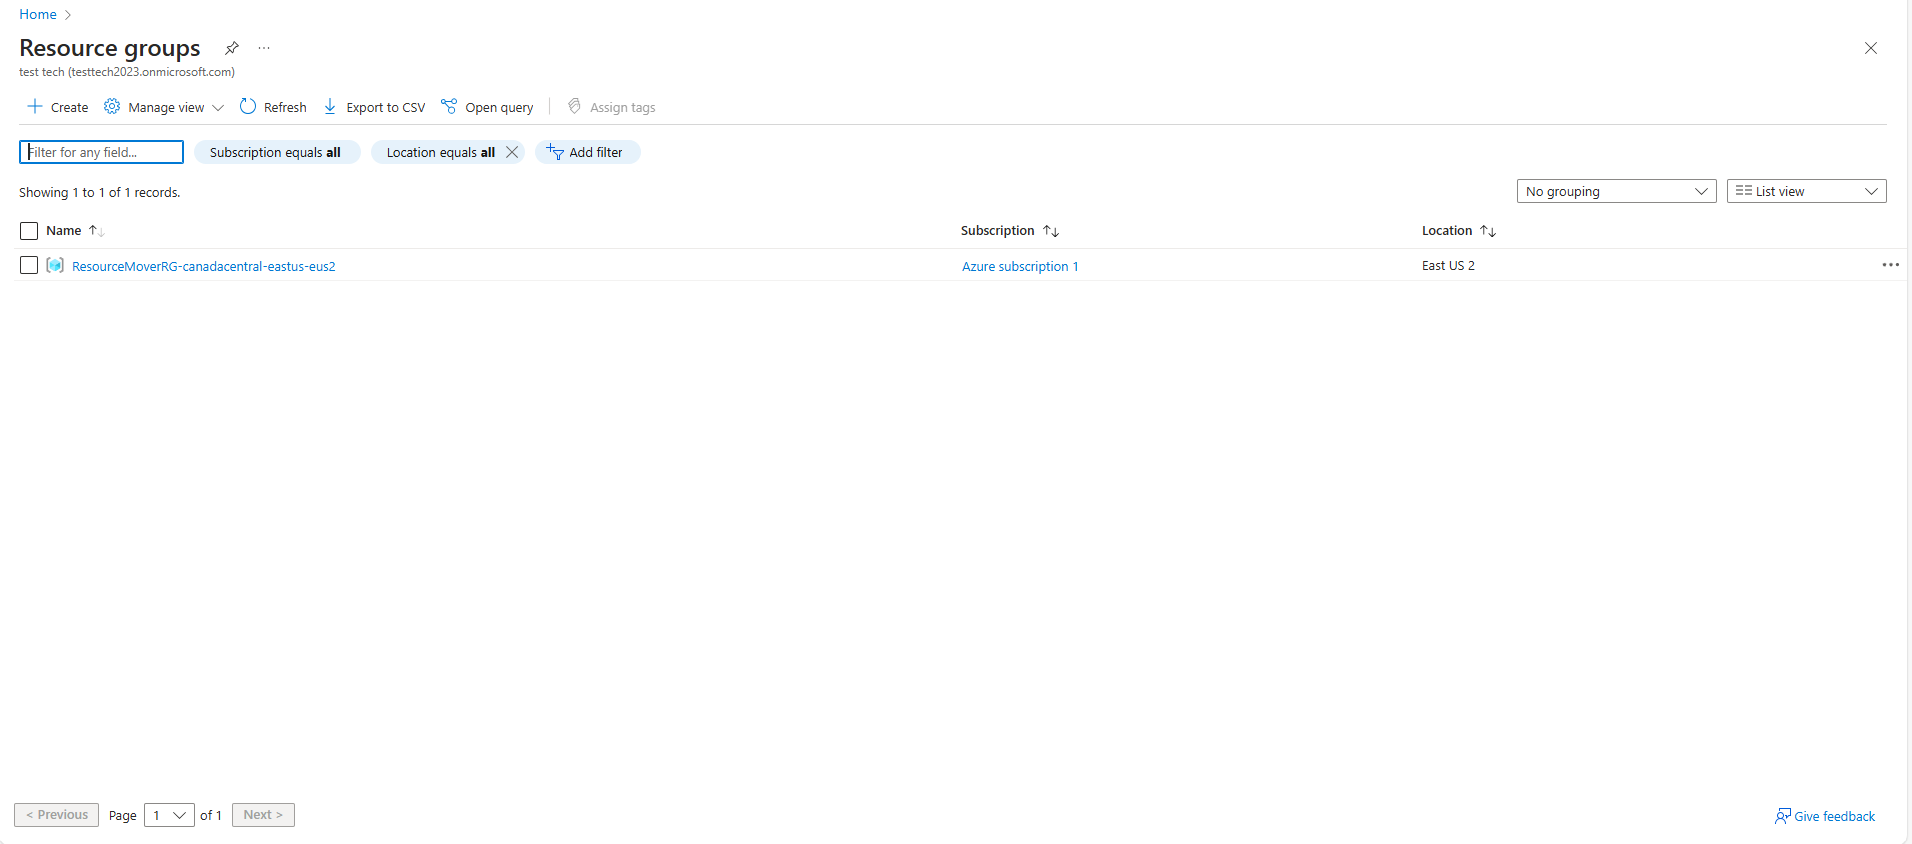 Home
Resource groups
test tech (testtech2023.onmicrosoft.com)
Create Manage view Refresh Export to CSV Open query Assign tags
Filter for any field... Subscription equals all Location equals all Add filter
Showing 1 to 1 of 1 records. No grouping List view
Name Subscription Location
ResourceMoverRG-canadacentral-eastus-eus2 Azure subscription 1 East US 2
< Previous Page 1 of 1 Next > Give feedback